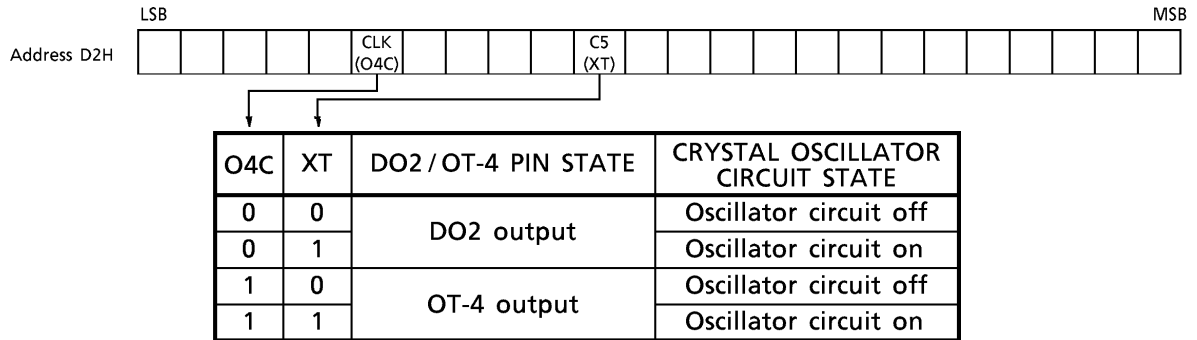 LSB MSB
Address D2H CLK C5
(O4C) (XT)
O4C XT DO2/OT-4 PIN STATE CRYSTAL OSCILLATOR
CIRCUIT STATE
0 0 DO2 output Oscillator circuit off
0 1 Oscillator circuit on
1 0 OT-4 output Oscillator circuit off
1 1 Oscillator circuit on